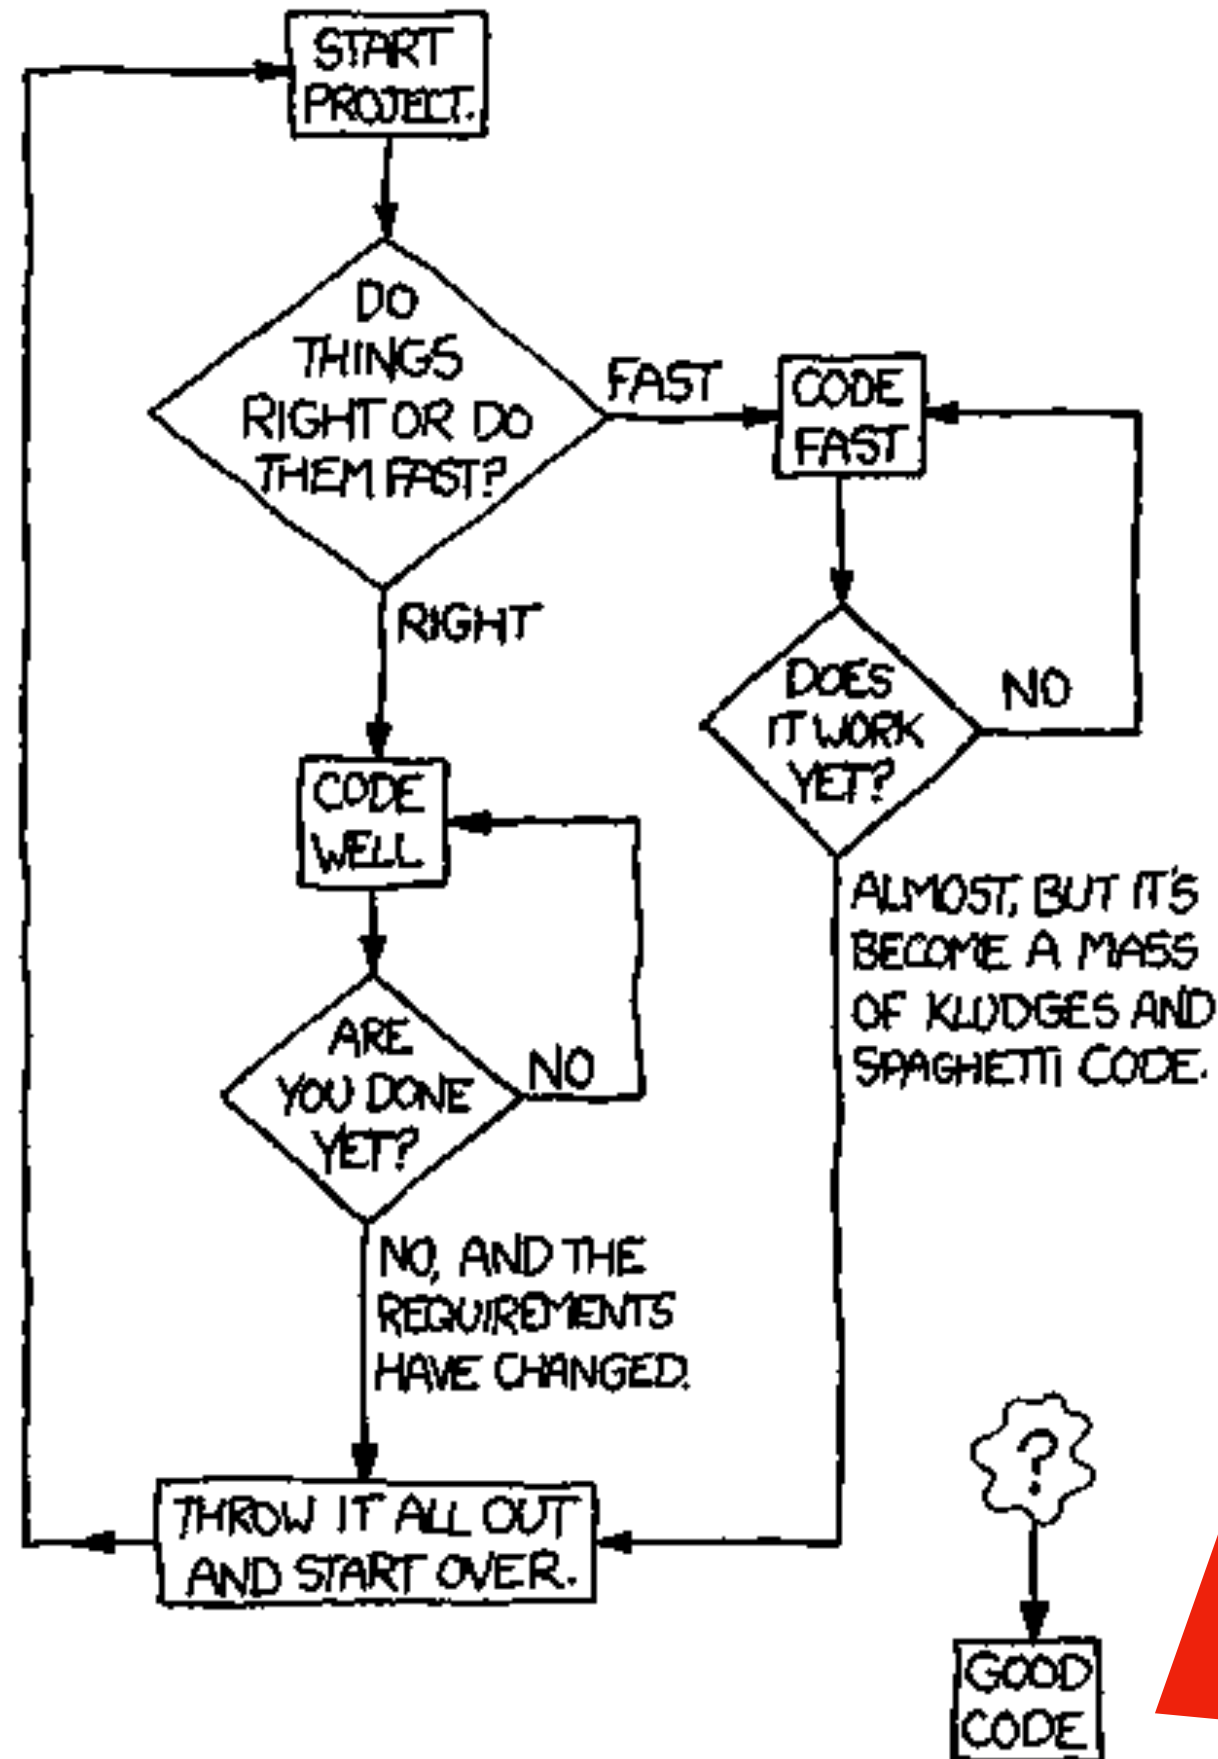 START
PROJECT.
DO
THINGS
RIGHT OR DO
THEM FAST?
FAST
CODE
FAST
RIGHT
DOES
IT WORK
YET?
NO
CODE
WELL
ALMOST, BUT IT'S
BECOME A MASS
OF KLUDGES AND
SPAGHETTI CODE.
ARE
YOU DONE
YET?
NO
NO, AND THE
REQUIREMENTS
HAVE CHANGED.
THROW IT ALL OUT
AND START OVER.
?
GOOD
CODE